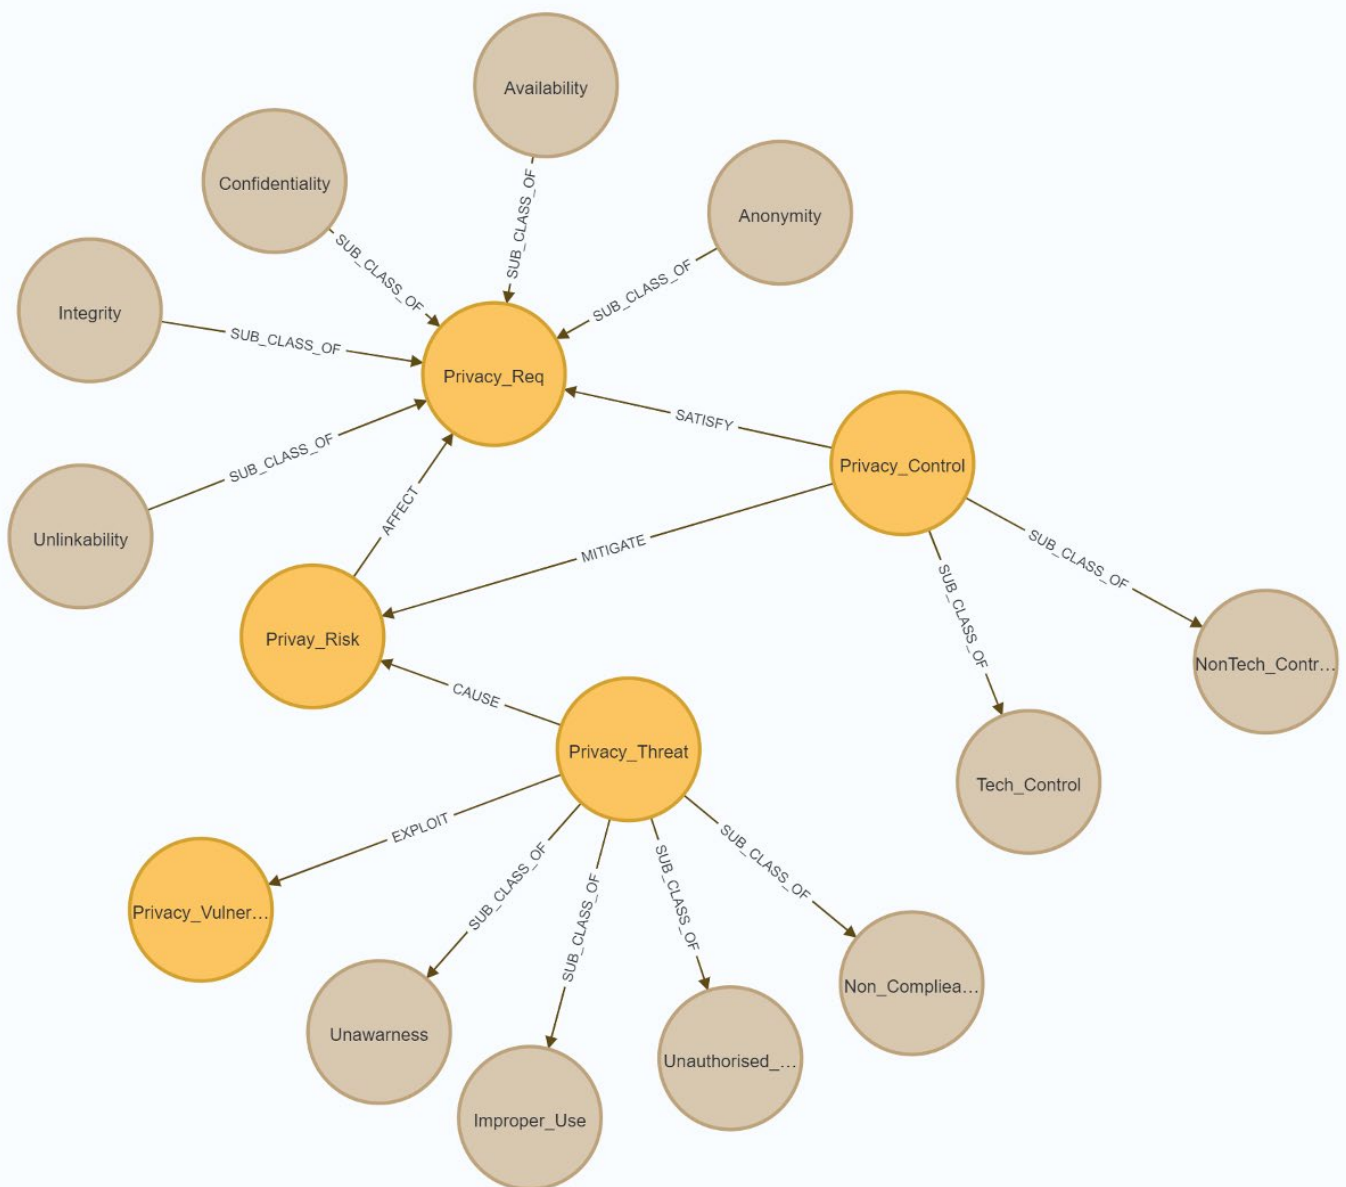 Availability
Confidentiality
SUB_CLASS_OF
Anonymity
SUB_CLASS_OF
SUB_CLASS_OF
Integrity
SUB_CLASS_OF
Privacy_Req
SATISFY
SUB_CLASS_OF
Privacy_Control
AFFECT
Unlinkability
MITIGATE
SUB_CLASS_OF
SUB_CLASS_OF
Privay_Risk
NonTech_Contr...
CAUSE
Privacy_Threat
Tech_Control
EXPLOIT
SUB_CLASS_OF
SUB_CLASS_OF
SUB_CLASS_OF
SUB_CLASS_OF
Privacy_Vulner...
Non_Compliea...
Unawarness
Unauthorised_...
Improper_Use